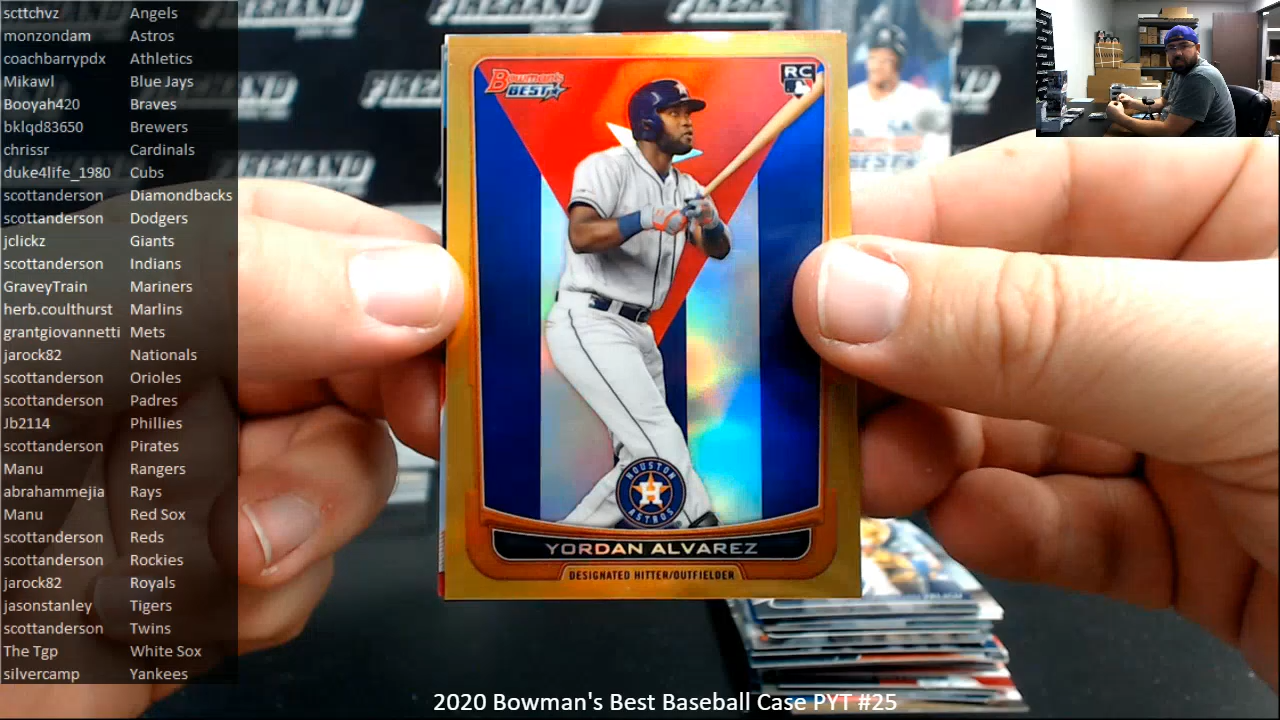 scttchvz Angels
monzondam Astros
coachbarrypdx Athletics
Mikawl Blue Jays
Booyah420 Braves
bklqd83650 Brewers
chrissr Cardinals
duke4life_1980 Cubs
scottanderson Diamondbacks
scottanderson Dodgers
jclickz Giants
scottanderson Indians
GraveyTrain Mariners
herb.coulthurst Marlins
grantgiovannetti Mets
jarock82 Nationals
scottanderson Orioles
scottanderson Padres
Jb2114 Phillies
scottanderson Pirates
Manu Rangers
abrahammejia Rays
Manu Red Sox
scottanderson Reds
scottanderson Rockies
jarock82 Royals
jasonstanley Tigers
scottanderson Twins
The Tgp White Sox
silvercamp Yankees
FIREHAND
Bowman's
BEST
RC
HOUSTON
H
ASTROS
YORDAN ALVAREZ
DESIGNATED HITTER/OUTFIELDER
BEST
2020 Bowman's Best Baseball Case PYT #25